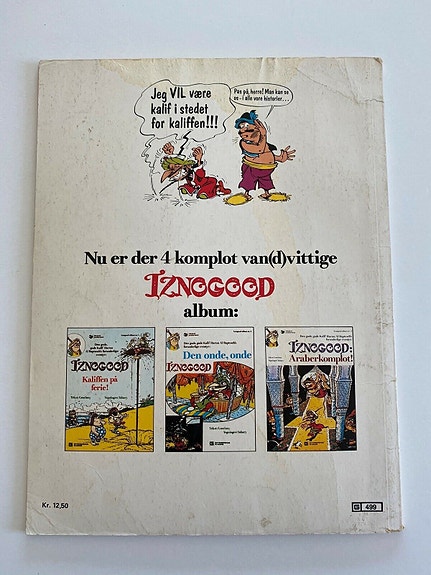 Jeg VIL være
kalif i stedet
for kaliffen!!!
Pas på, herre! Man kan se
os - i alle vore historier...
Nu er der 4 komplot van(d)vittige
IZNOGOOD
album:
IZNOGOOD
Kaliffen på
ferie!
Den onde, onde
IZNOGOOD
IZNOGOOD:
Araberkomplot!
Kr. 12,50
499